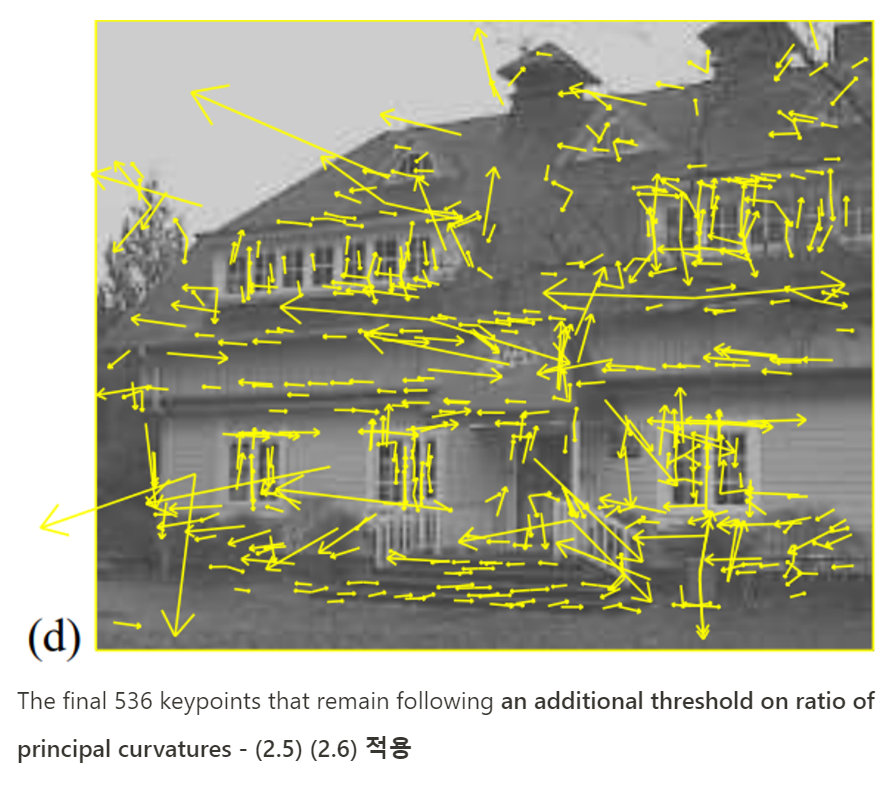 (d)
The final 536 keypoints that remain following an additional threshold on ratio of
principal curvatures - (2.5) (2.6) 적용